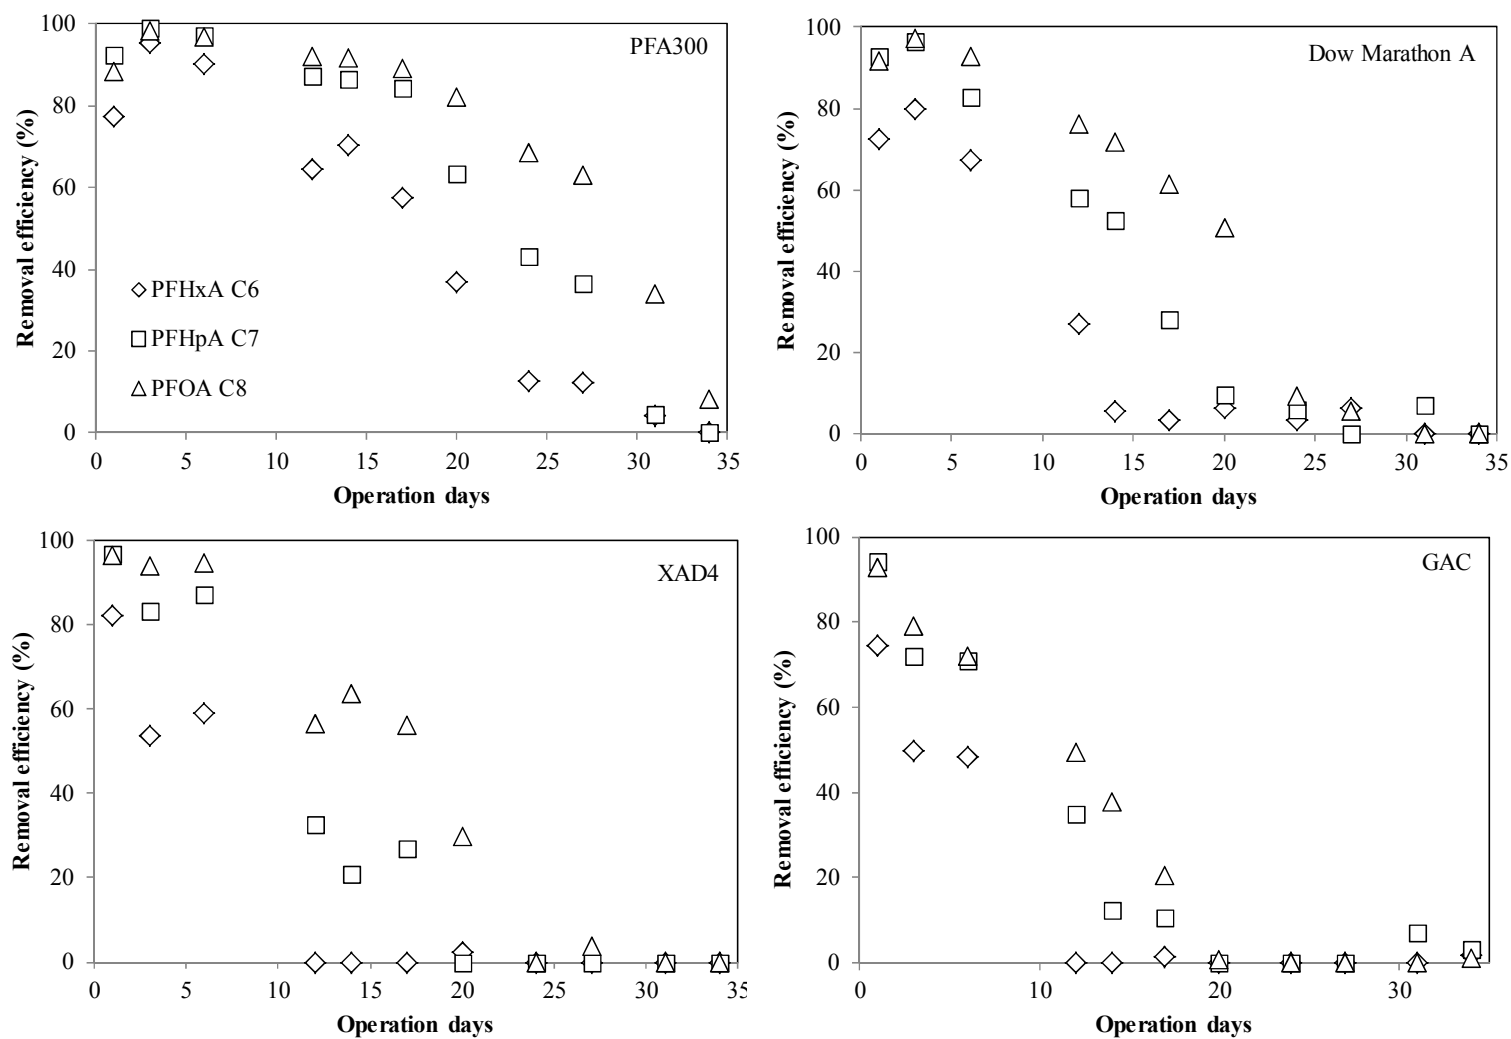 PFA300
Removal efficiency (%)
100
80
60
40
20
0
PFHxA C6
PFHpA C7
PFOA C8
0 5 10 15 20 25 30 35
Operation days
Dow Marathon A
Removal efficiency (%)
100
80
60
40
20
0
0 5 10 15 20 25 30 35
Operation days
XAD4
Removal efficiency (%)
100
80
60
40
20
0
0 5 10 15 20 25 30 35
Operation days
GAC
Removal efficiency (%)
100
80
60
40
20
0
0 10 20 30
Operation days